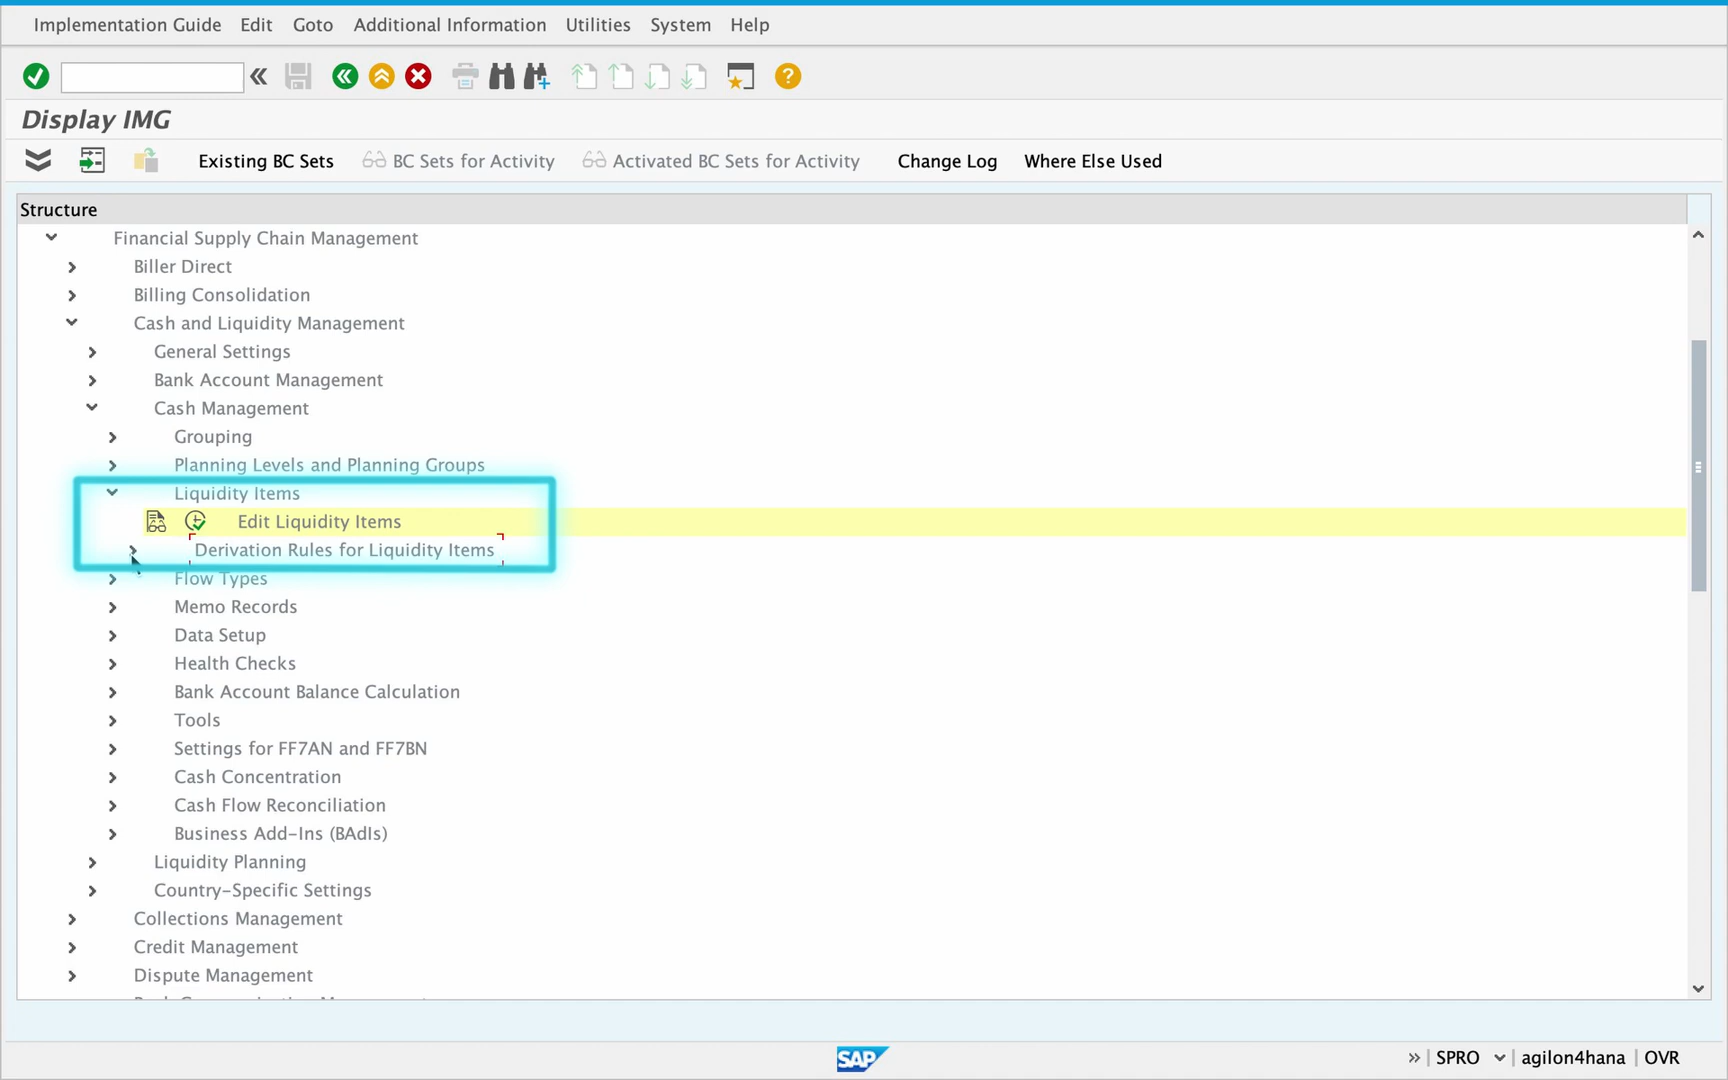 Implementation Guide Edit Goto Additional Information Utilities System Help
Display IMG
Existing BC Sets BC Sets for Activity Activated BC Sets for Activity Change Log Where Else Used
Structure
Financial Supply Chain Management
Biller Direct
Billing Consolidation
Cash and Liquidity Management
General Settings
Bank Account Management
Cash Management
Grouping
Planning Levels and Planning Groups
Liquidity Items
Edit Liquidity Items
Derivation Rules for Liquidity Items
Flow Types
Memo Records
Data Setup
Health Checks
Bank Account Balance Calculation
Tools
Settings for FF7AN and FF7BN
Cash Concentration
Cash Flow Reconciliation
Business Add-Ins (BAdIs)
Liquidity Planning
Country-Specific Settings
Collections Management
Credit Management
Dispute Management
SAP SPRO agilon4hana OVR